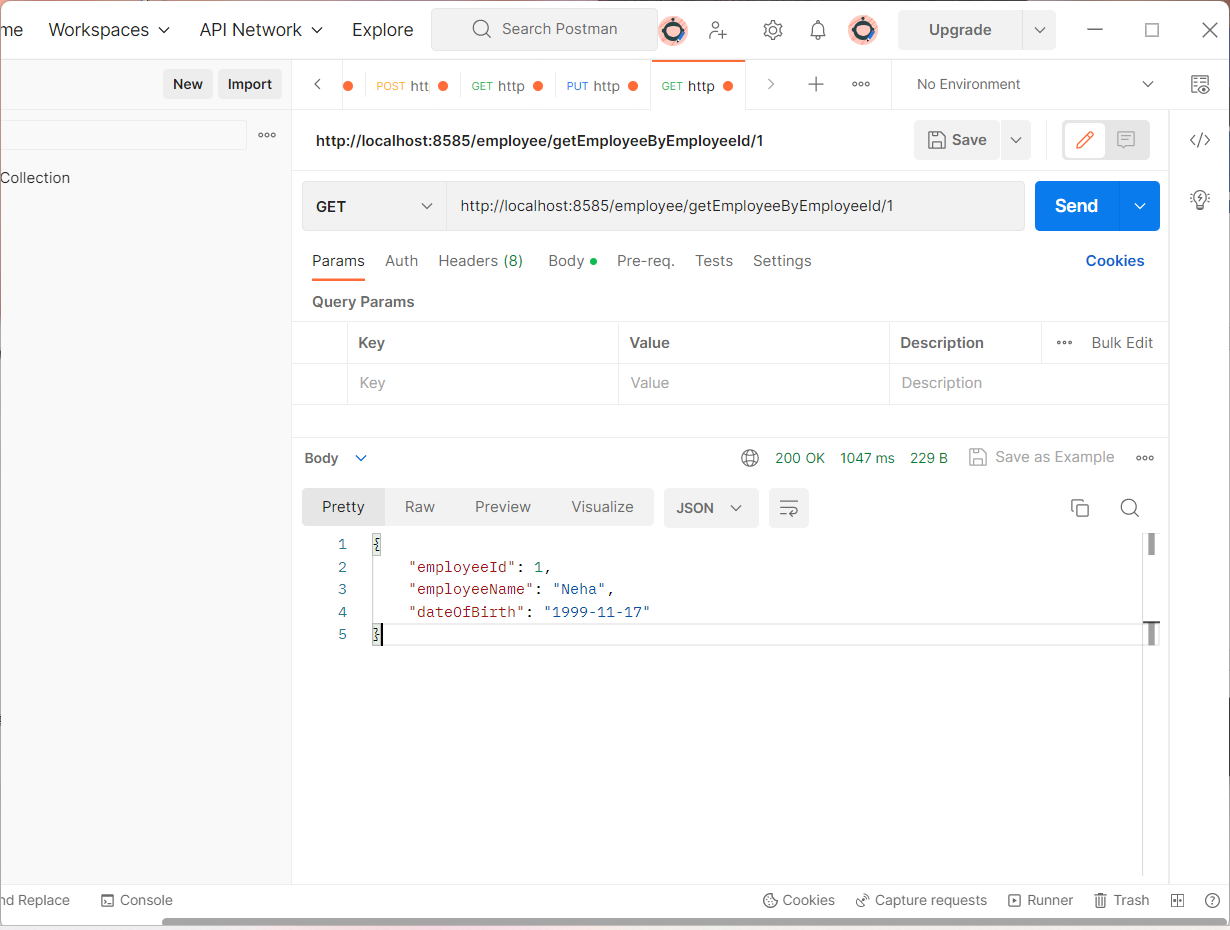 me Workspaces API Network Explore Search Postman Upgrade
New Import POST htt GET http PUT http GET http No Environment
http://localhost:8585/employee/getEmployeeByEmployeeId/1 Save
Collection
GET http://localhost:8585/employee/getEmployeeByEmployeeId/1 Send
Params Auth Headers (8) Body Pre-req. Tests Settings Cookies
Query Params
Key Value Description Bulk Edit
Key Value Description
Body 200 OK 1047 ms 229 B Save as Example
Pretty Raw Preview Visualize JSON
1 {
2 "employeeId": 1,
3 "employeeName": "Neha",
4 "dateOfBirth": "1999-11-17"
5 }
nd Replace Console Cookies Capture requests Runner Trash